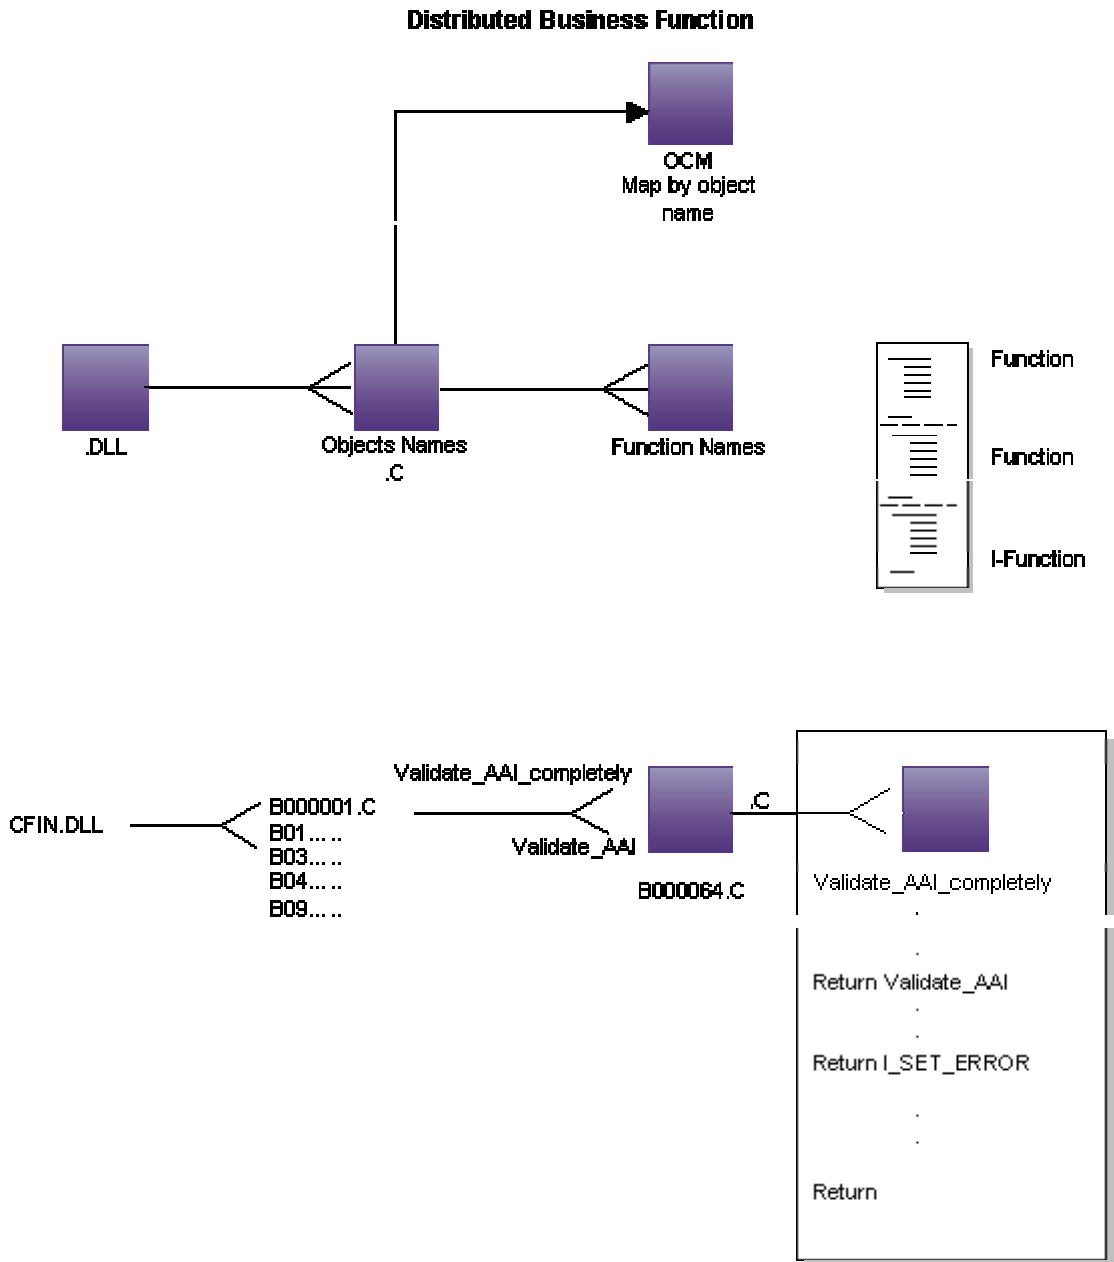 Distributed Business Function
OCM
Map by object
name
.DLL
Objects Names
.C
Function Names
Function
Function
I-Function
CFIN.DLL
B000001.C
B01.....
B03.....
B04.....
B09.....
Validate_AAI_completely
Validate_AAI
B000064.C
.C
Validate_AAI_completely
.
.
Return Validate_AAI
.
.
Return I_SET_ERROR
.
.
Return